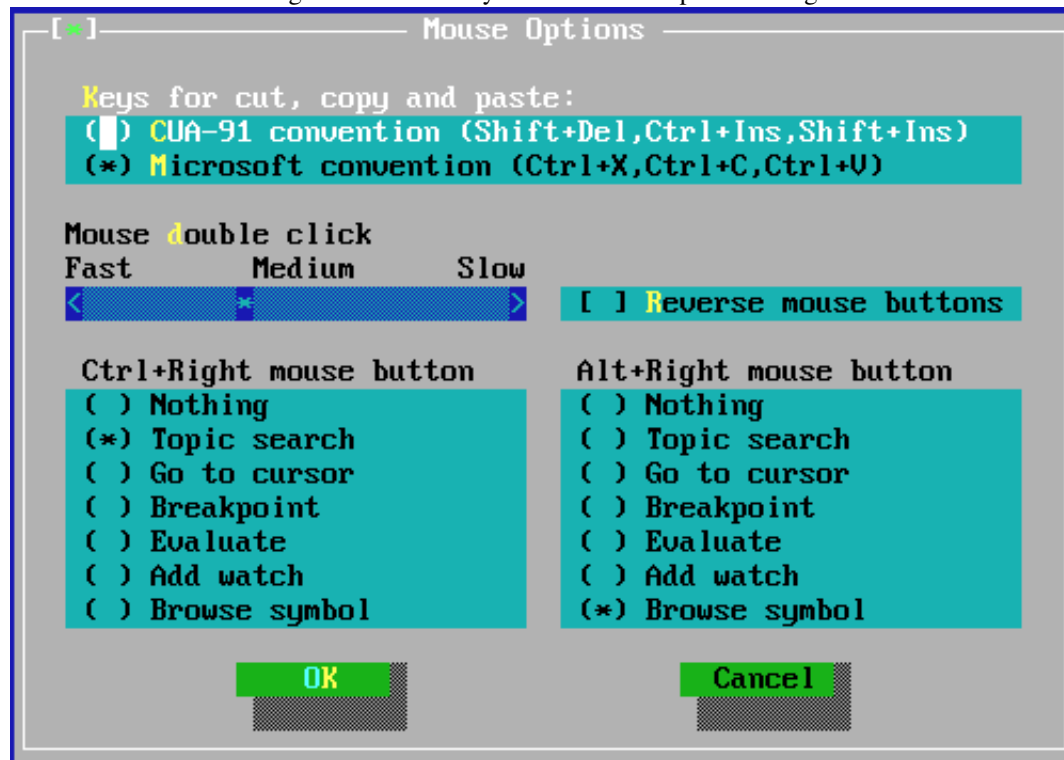 [*] Mouse Options
Keys for cut, copy and paste:
( ) CUA-91 convention (Shift+Del,Ctrl+Ins,Shift+Ins)
(*) Microsoft convention (Ctrl+X,Ctrl+C,Ctrl+V)
Mouse double click
Fast Medium Slow
< * >
[ ] Reverse mouse buttons
Ctrl+Right mouse button
( ) Nothing
(*) Topic search
( ) Go to cursor
( ) Breakpoint
( ) Evaluate
( ) Add watch
( ) Browse symbol
Alt+Right mouse button
( ) Nothing
( ) Topic search
( ) Go to cursor
( ) Breakpoint
( ) Evaluate
( ) Add watch
(*) Browse symbol
OK
Cancel